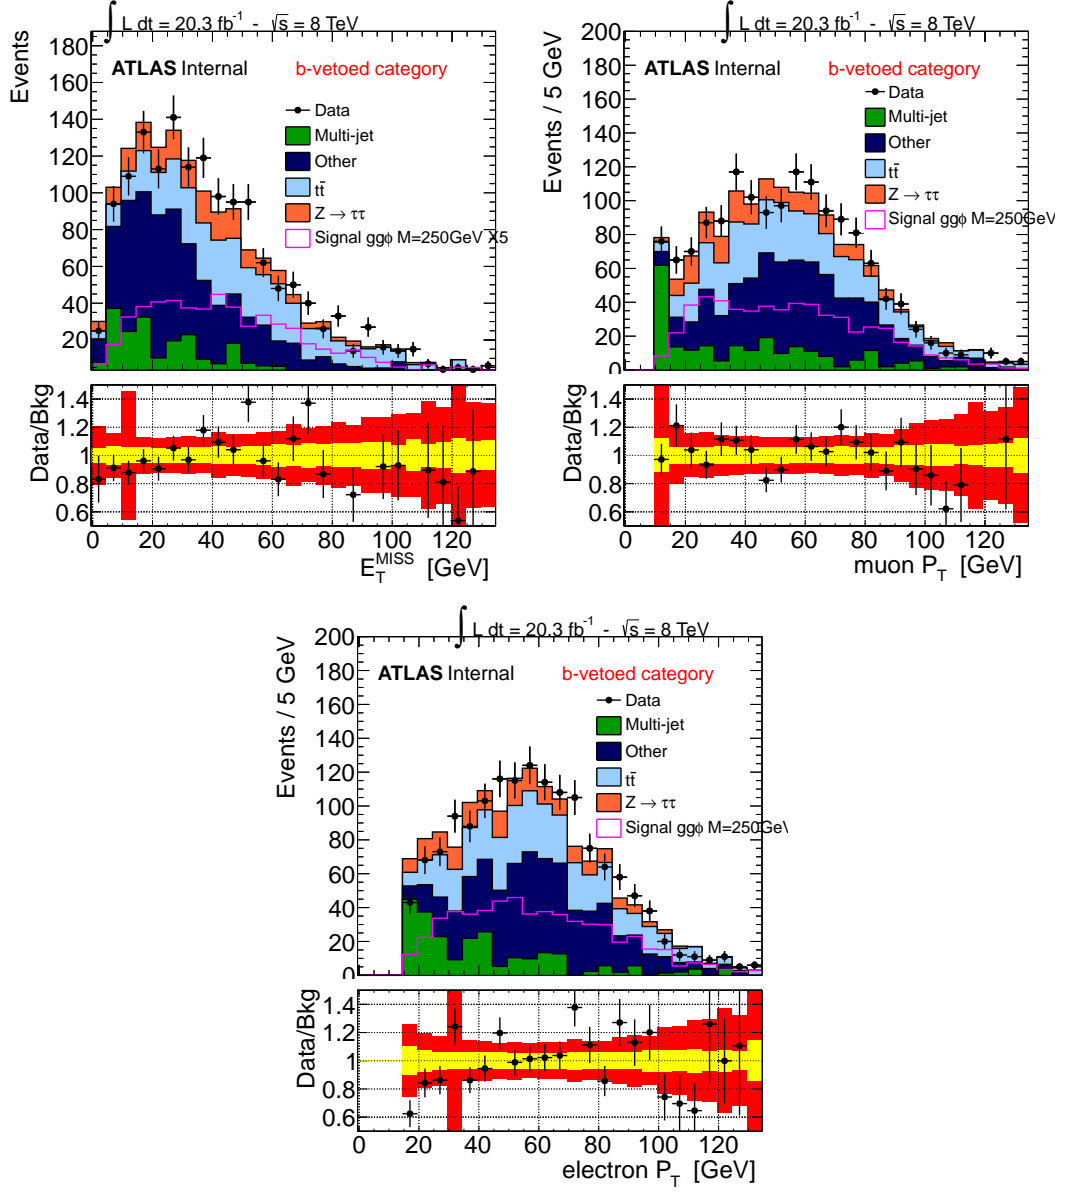 ∫ L dt = 20.3 fb⁻¹ - √s = 8 TeV
Events
180
160
140
120
100
80
60
40
20
ATLAS Internal
b-vetoed category
Data
Multi-jet
Other
tt̄
Z → ττ
Signal ggϕ M=250GeV X5
Data/Bkg
1.4
1.2
1
0.8
0.6
0 20 40 60 80 100 120
E_T^MISS [GeV]
∫ L dt = 20.3 fb⁻¹ - √s = 8 TeV
Events / 5 GeV
200
180
160
140
120
100
80
60
40
20
0
ATLAS Internal
b-vetoed category
Data
Multi-jet
Other
tt̄
Z → ττ
Signal ggϕ M=250GeV
Data/Bkg
1.4
1.2
1
0.8
0.6
0 20 40 60 80 100 120
muon P_T [GeV]
∫ L dt = 20.3 fb⁻¹ - √s = 8 TeV
Events / 5 GeV
200
180
160
140
120
100
80
60
40
20
0
ATLAS Internal
b-vetoed category
Data
Multi-jet
Other
tt̄
Z → ττ
Signal ggϕ M=250GeV
Data/Bkg
1.4
1.2
1
0.8
0.6
0 20 40 60 80 100 120
electron P_T [GeV]